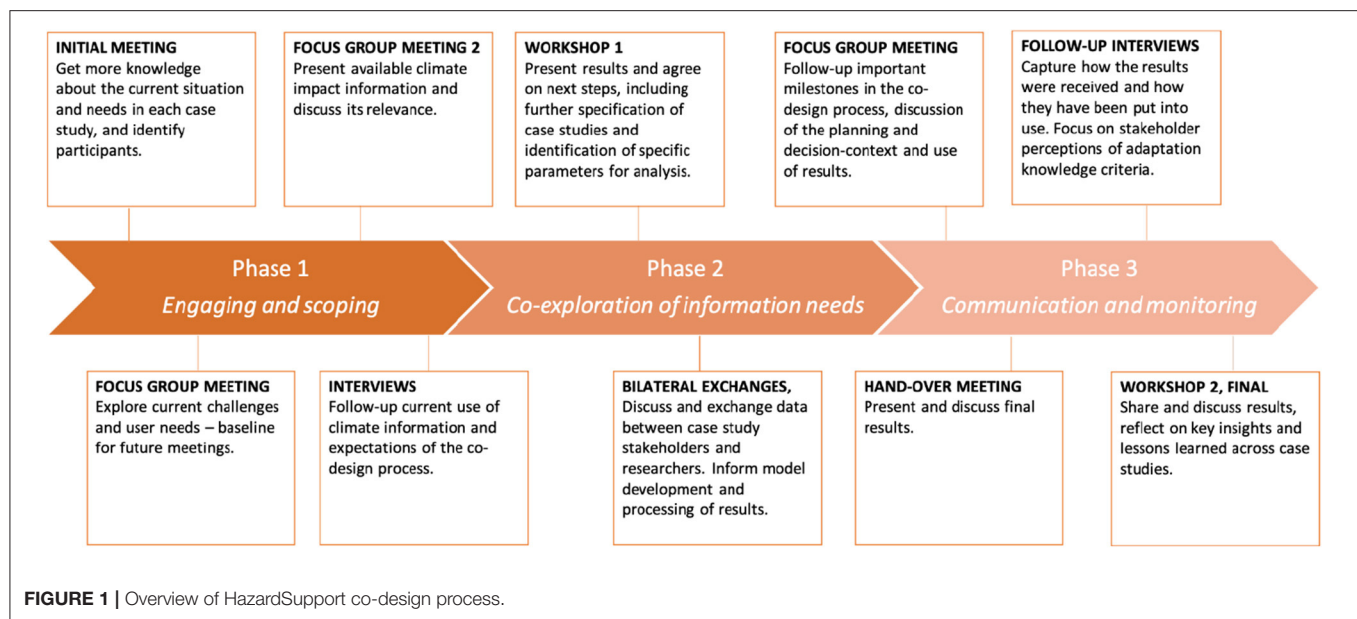 INITIAL MEETING
Get more knowledge
about the current situation
and needs in each case
study, and identify
participants.
FOCUS GROUP MEETING 2
Present available climate
impact information and
discuss its relevance.
WORKSHOP 1
Present results and agree
on next steps, including
further specification of
case studies and
identification of specific
parameters for analysis.
FOCUS GROUP MEETING
Follow-up important
milestones in the co-
design process, discussion
of the planning and
decision-context and use
of results.
FOLLOW-UP INTERVIEWS
Capture how the results
were received and how
they have been put into
use. Focus on stakeholder
perceptions of adaptation
knowledge criteria.
Phase 1
Engaging and scoping
Phase 2
Co-exploration of information needs
Phase 3
Communication and monitoring
FOCUS GROUP MEETING
Explore current challenges
and user needs – baseline
for future meetings.
INTERVIEWS
Follow-up current use of
climate information and
expectations of the co-
design process.
BILATERAL EXCHANGES,
Discuss and exchange data
between case study
stakeholders and
researchers. Inform model
development and
processing of results.
HAND-OVER MEETING
Present and discuss final
results.
WORKSHOP 2, FINAL
Share and discuss results,
reflect on key insights and
lessons learned across case
studies.
FIGURE 1 | Overview of HazardSupport co-design process.